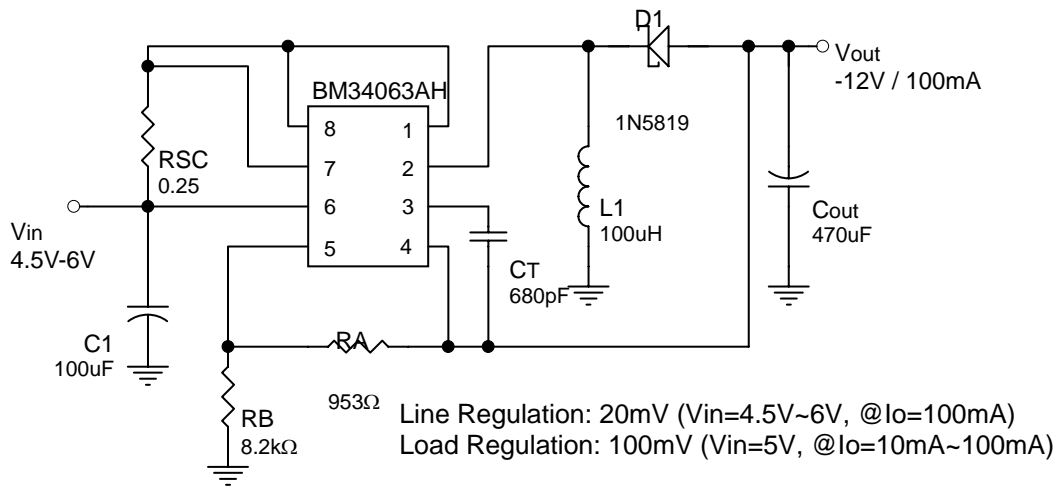 D1
Vout
-12V / 100mA
BM34063AH
1N5819
8 1
7 2
6 3
5 4
RSC
0.25
Vin
4.5V-6V
L1
100uH
Cout
470uF
CT
680pF
C1
100uF
RA
953Ω
RB
8.2kΩ
Line Regulation: 20mV (Vin=4.5V~6V, @Io=100mA)
Load Regulation: 100mV (Vin=5V, @Io=10mA~100mA)